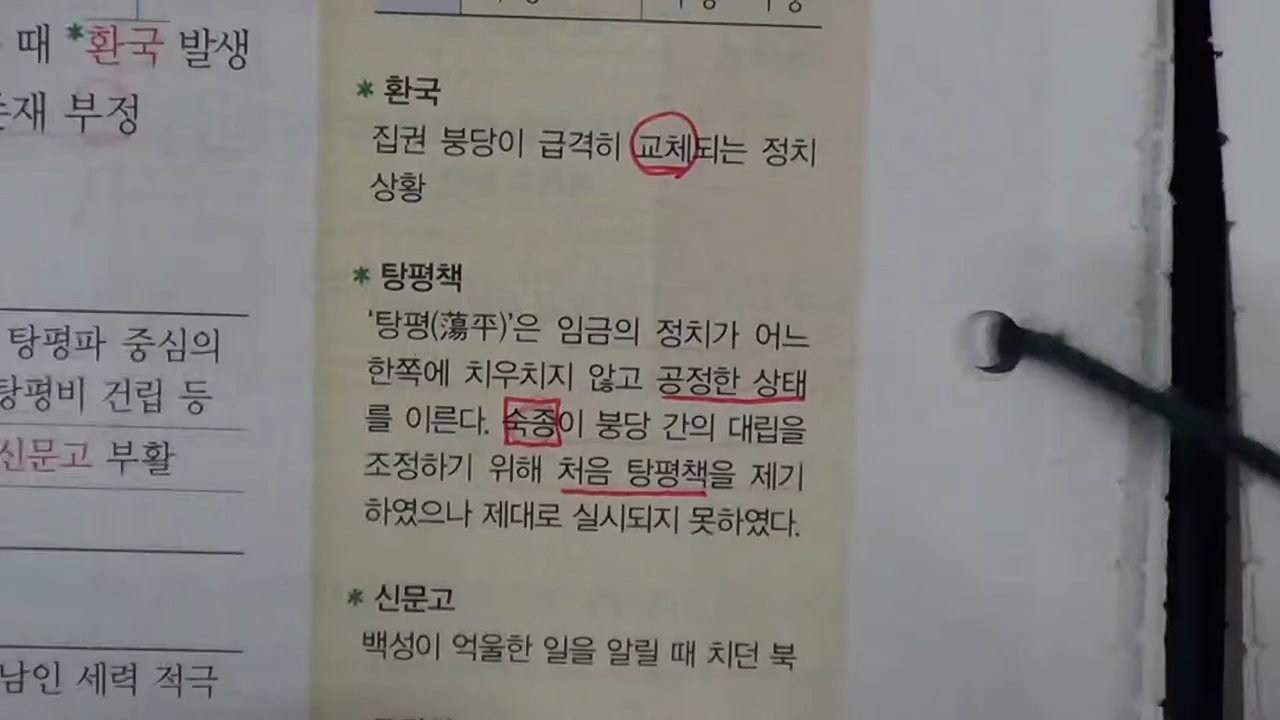 때 *환국 발생
존재 부정
탕평파 중심의
탕평비 건립 등
신문고 부활
남인 세력 적극
* 환국
집권 붕당이 급격히 교체되는 정치
상황
* 탕평책
‘탕평(蕩平)’은 임금의 정치가 어느
한쪽에 치우치지 않고 공정한 상태
를 이른다. 숙종이 붕당 간의 대립을
조정하기 위해 처음 탕평책을 제기
하였으나 제대로 실시되지 못하였다.
* 신문고
백성이 억울한 일을 알릴 때 치던 북